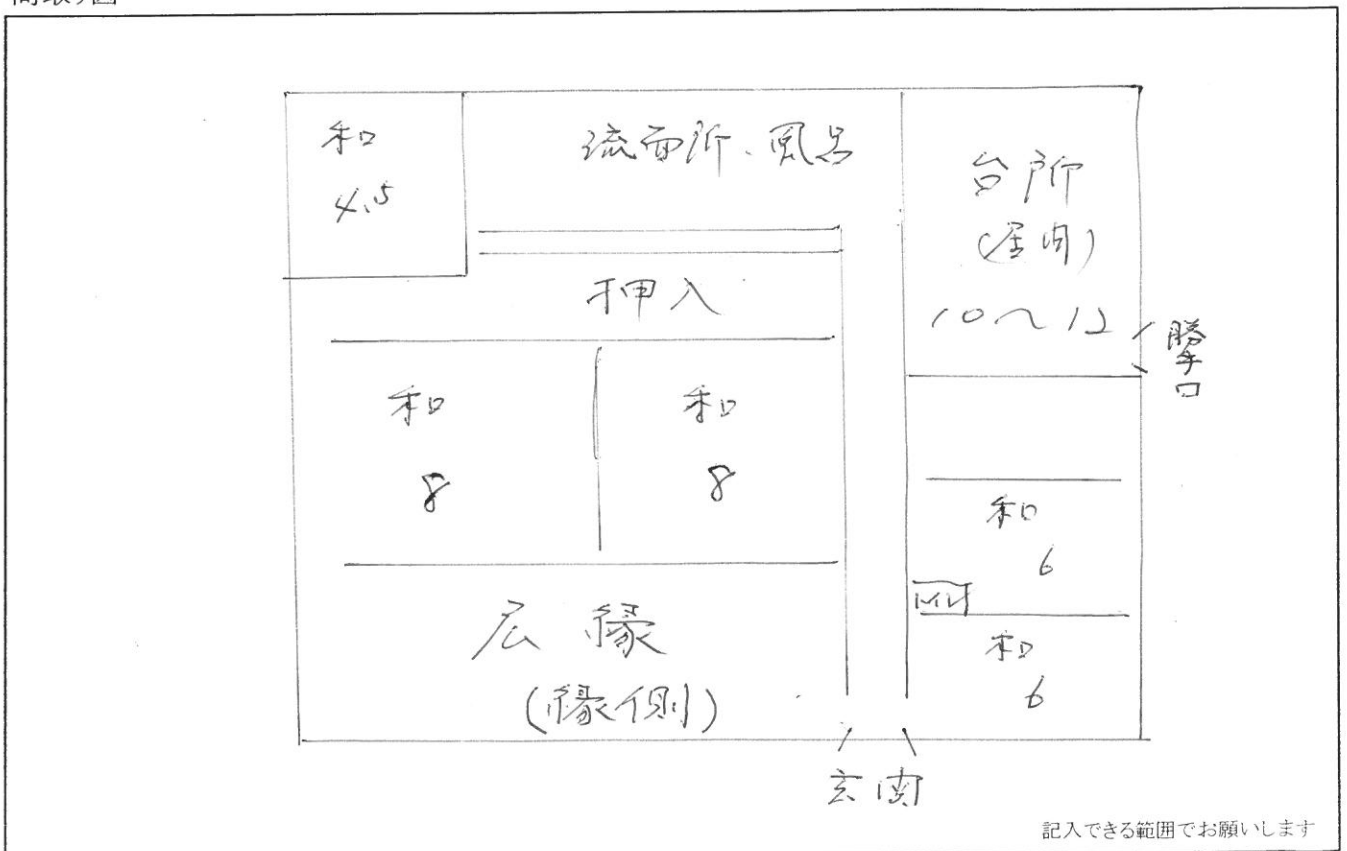 間取り図
和
4.5
流面所、風呂
台所
(居間)
10〜12
勝手口
押入
和
8
和
8
和
6
和
6
広縁
(縁側)
玄関
記入できる範囲でお願いします